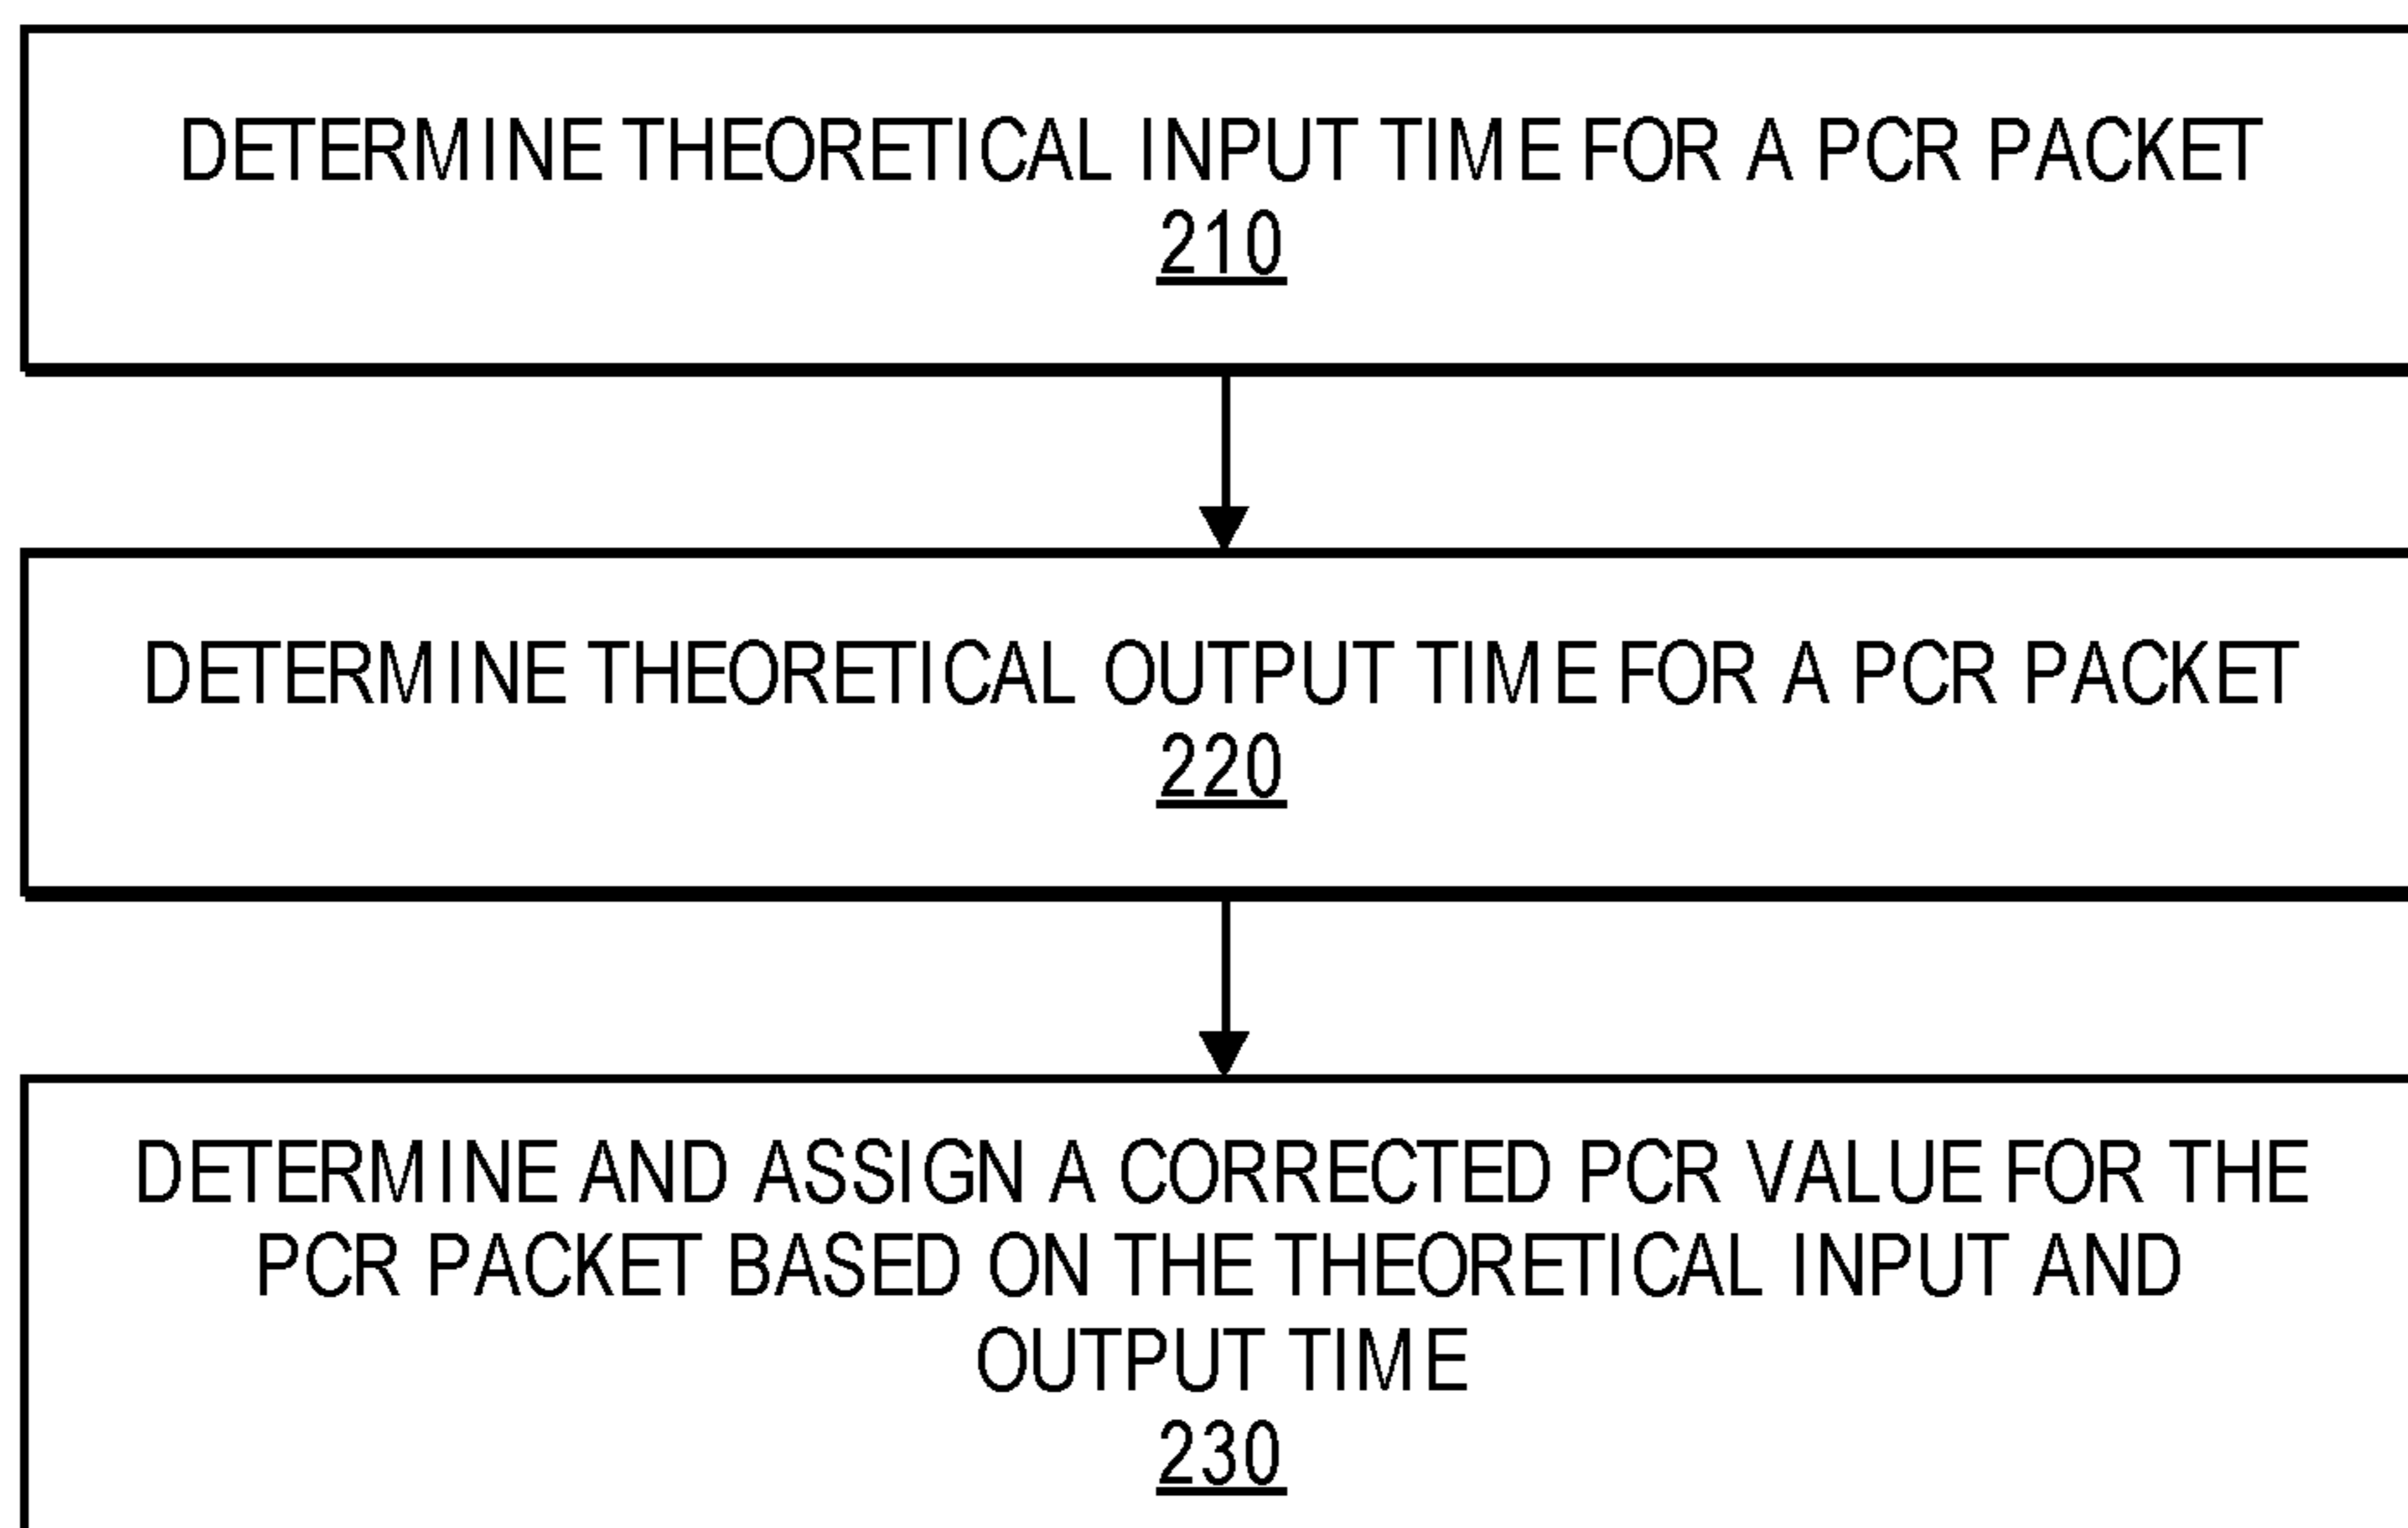 DETERMINE THEORETICAL INPUT TIME FOR A PCR PACKET
210
DETERMINE THEORETICAL OUTPUT TIME FOR A PCR PACKET
220
DETERMINE AND ASSIGN A CORRECTED PCR VALUE FOR THE
PCR PACKET BASED ON THE THEORETICAL INPUT AND
OUTPUT TIME
230